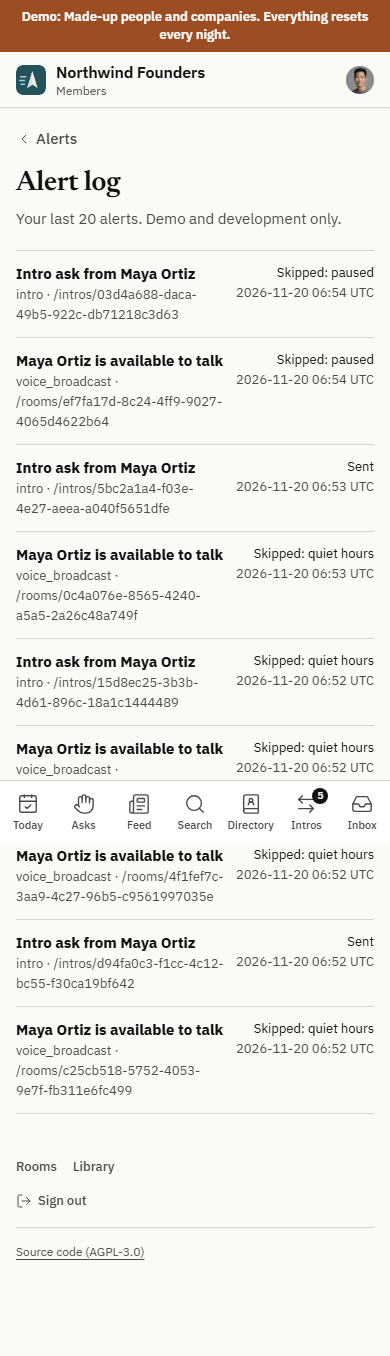 Demo: Made-up people and companies. Everything resets
every night.
Northwind Founders
Members
Alerts
Alert log
Your last 20 alerts. Demo and development only.
Intro ask from Maya Ortiz
Skipped: paused
intro · /intros/03d4a688-daca-
49b5-922c-db71218c3d63
2026-11-20 06:54 UTC
Maya Ortiz is available to talk
Skipped: paused
voice_broadcast ·
/rooms/ef7fa17d-8c24-4ff9-9027-
4065d4622b64
2026-11-20 06:54 UTC
Intro ask from Maya Ortiz
Sent
intro · /intros/5bc2a1a4-f03e-
4e27-aeea-a040f5651dfe
2026-11-20 06:53 UTC
Maya Ortiz is available to talk
Skipped: quiet hours
voice_broadcast ·
/rooms/0c4a076e-8565-4240-
a5a5-2a26c48a749f
2026-11-20 06:53 UTC
Intro ask from Maya Ortiz
Skipped: quiet hours
intro · /intros/15d8ec25-3b3b-
4d61-896c-18a1c1444489
2026-11-20 06:52 UTC
Maya Ortiz is available to talk
Skipped: quiet hours
voice_broadcast ·
2026-11-20 06:52 UTC
5
Today
Asks
Feed
Search
Directory
Intros
Inbox
Maya Ortiz is available to talk
Skipped: quiet hours
voice_broadcast · /rooms/4f1fef7c-
3aa9-4c27-96b5-c9561997035e
2026-11-20 06:52 UTC
Intro ask from Maya Ortiz
Sent
intro · /intros/d94fa0c3-f1cc-4c12-
bc55-f30ca19bf642
2026-11-20 06:52 UTC
Maya Ortiz is available to talk
Skipped: quiet hours
voice_broadcast ·
/rooms/c25cb518-5752-4053-
9e7f-fb311e6fc499
2026-11-20 06:52 UTC
Rooms
Library
Sign out
Source code (AGPL-3.0)